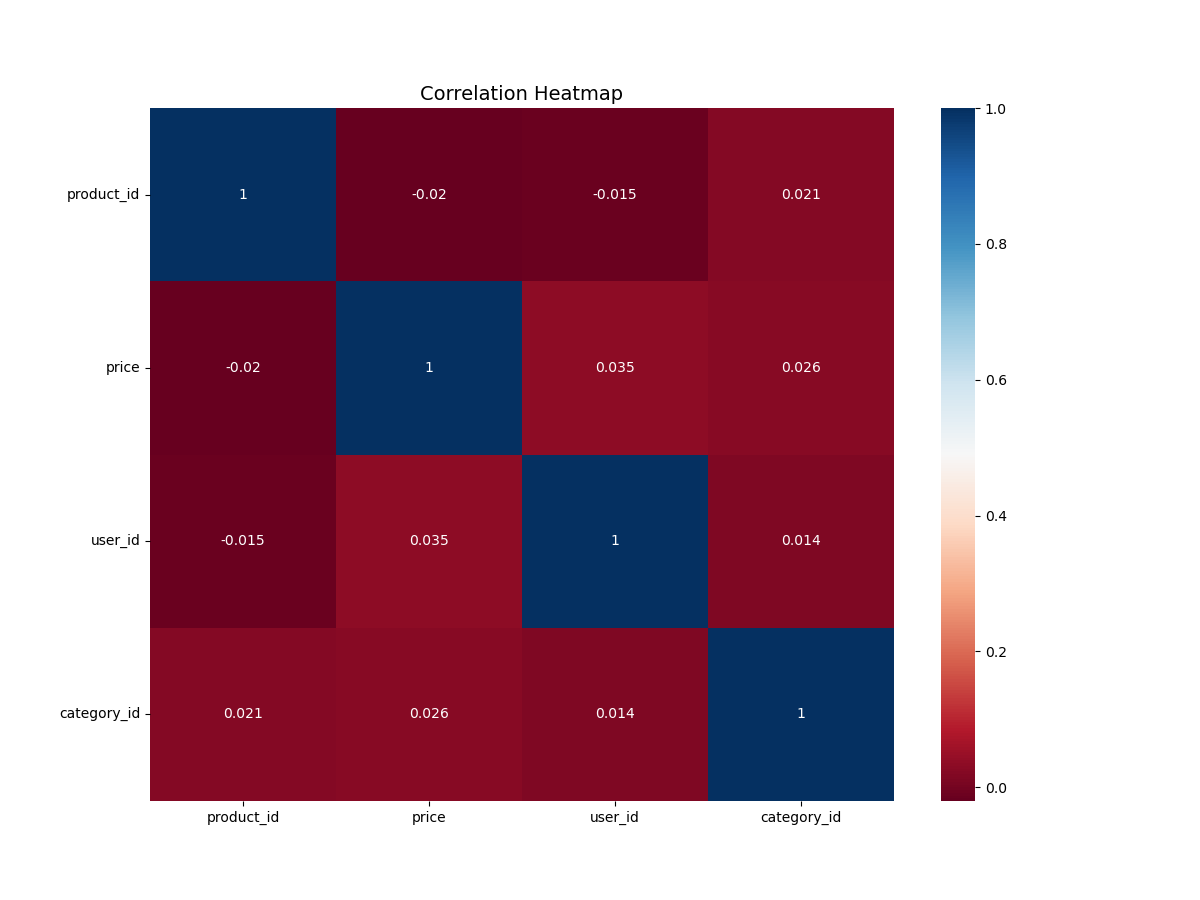 Correlation Heatmap
product_id 1 -0.02 -0.015 0.021
price -0.02 1 0.035 0.026
user_id -0.015 0.035 1 0.014
category_id 0.021 0.026 0.014 1
product_id price user_id category_id
1.0
0.8
0.6
0.4
0.2
0.0